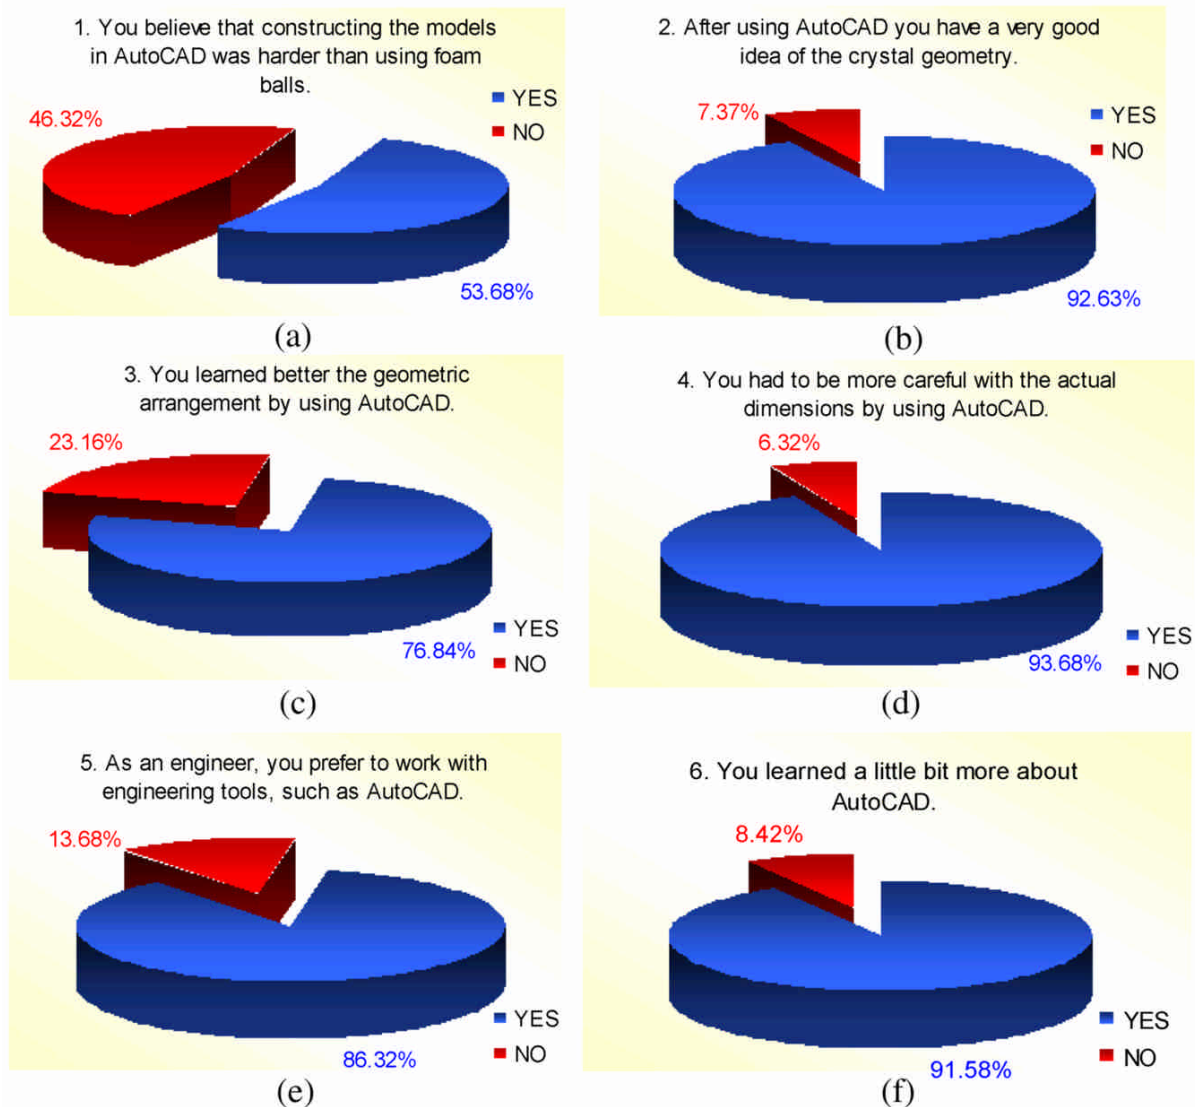 1. You believe that constructing the models
in AutoCAD was harder than using foam
balls.
46.32%
YES
NO
53.68%
(a)
2. After using AutoCAD you have a very good
idea of the crystal geometry.
7.37%
YES
NO
92.63%
(b)
3. You learned better the geometric
arrangement by using AutoCAD.
23.16%
YES
76.84%
NO
(c)
4. You had to be more careful with the actual
dimensions by using AutoCAD.
6.32%
YES
93.68%
NO
(d)
5. As an engineer, you prefer to work with
engineering tools, such as AutoCAD.
13.68%
YES
NO
86.32%
(e)
6. You learned a little bit more about
AutoCAD.
8.42%
YES
NO
91.58%
(f)